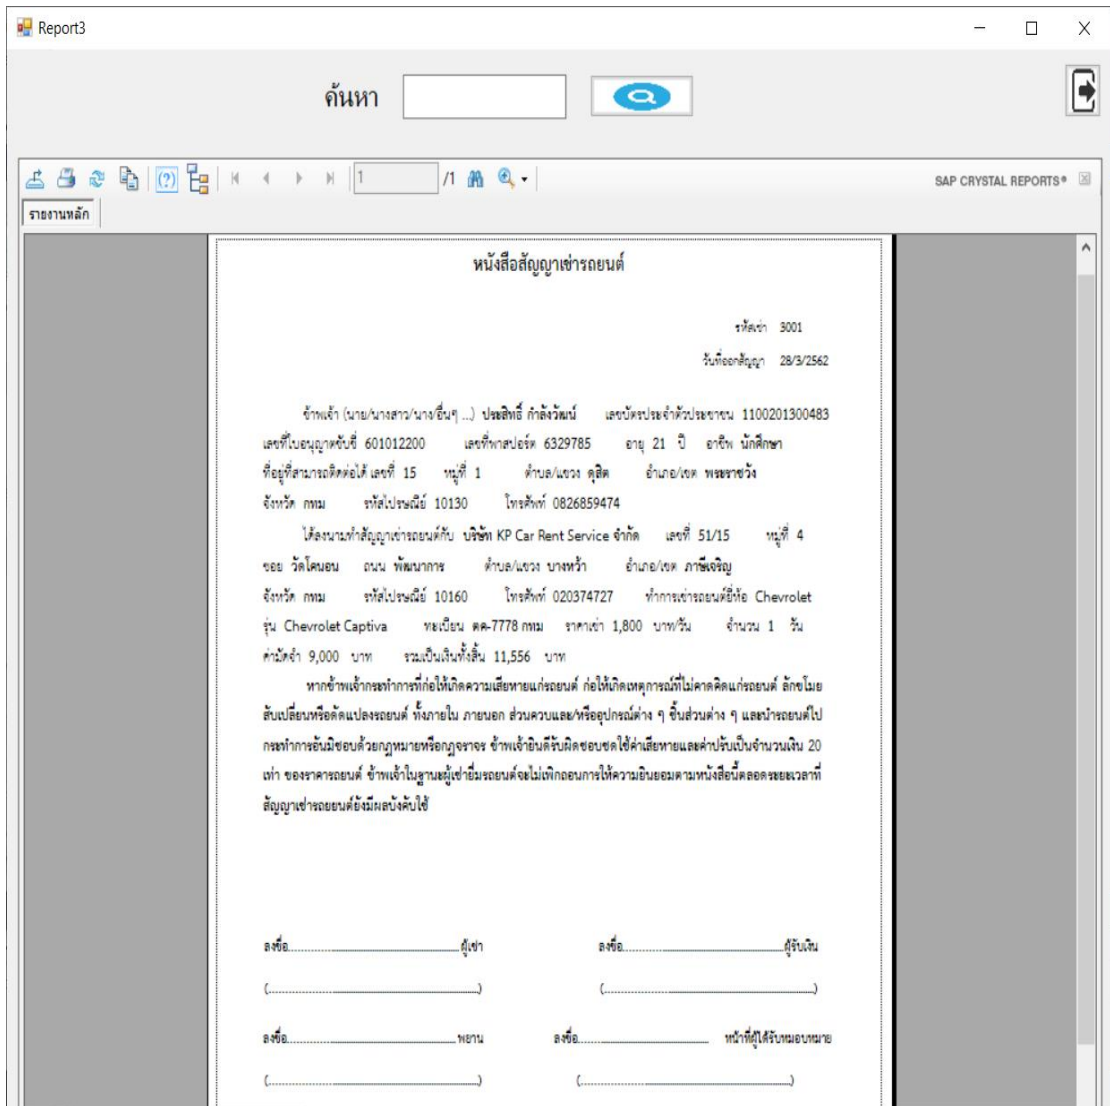 Report3
ค้นหา
1 /1 SAP CRYSTAL REPORTS®
รายงานหลัก
หนังสือสัญญาเช่ารถยนต์
รหัสเช่า 3001
วันที่ออกสัญญา 28/3/2562
ข้าพเจ้า (นาย/นางสาว/นาง/อื่นๆ ...) ประสิทธิ์ กำลังวัฒน์ เลขบัตรประจำตัวประชาชน 1100201300483
เลขที่ใบอนุญาตขับขี่ 601012200 เลขที่พาสปอร์ต 6329785 อายุ 21 ปี อาชีพ นักศึกษา
ที่อยู่ที่สามารถติดต่อได้ เลขที่ 15 หมู่ที่ 1 ตำบล/แขวง ดุสิต อำเภอ/เขต พระราชวัง
จังหวัด กทม รหัสไปรษณีย์ 10130 โทรศัพท์ 0826859474
ได้ลงนามทำสัญญาเช่ารถยนต์กับ บริษัท KP Car Rent Service จำกัด เลขที่ 51/15 หมู่ที่ 4
ซอย วัดโคนอน ถนน พัฒนาการ ตำบล/แขวง บางหว้า อำเภอ/เขต ภาษีเจริญ
จังหวัด กทม รหัสไปรษณีย์ 10160 โทรศัพท์ 020374727 ทำการเช่ารถยนต์ยี่ห้อ Chevrolet
รุ่น Chevrolet Captiva ทะเบียน ตค-7778 กทม ราคาเช่า 1,800 บาท/วัน จำนวน 1 วัน
ค่ามัดจำ 9,000 บาท รวมเป็นเงินทั้งสิ้น 11,556 บาท
หากข้าพเจ้ากระทำการที่ก่อให้เกิดความเสียหายแก่รถยนต์ ก่อให้เกิดเหตุการณ์ที่ไม่คาดคิดแก่รถยนต์ ลักขโมย
สับเปลี่ยนหรือดัดแปลงรถยนต์ ทั้งภายใน ภายนอก ส่วนควบและ/หรืออุปกรณ์ต่าง ๆ ชิ้นส่วนต่าง ๆ และนำรถยนต์ไป
กระทำการอันมิชอบด้วยกฎหมายหรือกฎจราจร ข้าพเจ้ายินดีรับผิดชอบชดใช้ค่าเสียหายและค่าปรับเป็นจำนวนเงิน 20
เท่า ของราคารถยนต์ ข้าพเจ้าในฐานะผู้เช่ายืมรถยนต์จะไม่เพิกถอนการให้ความยินยอมตามหนังสือนี้ตลอดระยะเวลาที่
สัญญาเช่ารถยยนต์ยังมีผลบังคับใช้
ลงชื่อ........................................ผู้เช่า ลงชื่อ........................................ผู้รับเงิน
(........................................) (........................................)
ลงชื่อ........................................พยาน ลงชื่อ........................................ หน้าที่ผู้ได้รับหมอบหมาย
(........................................) (........................................)